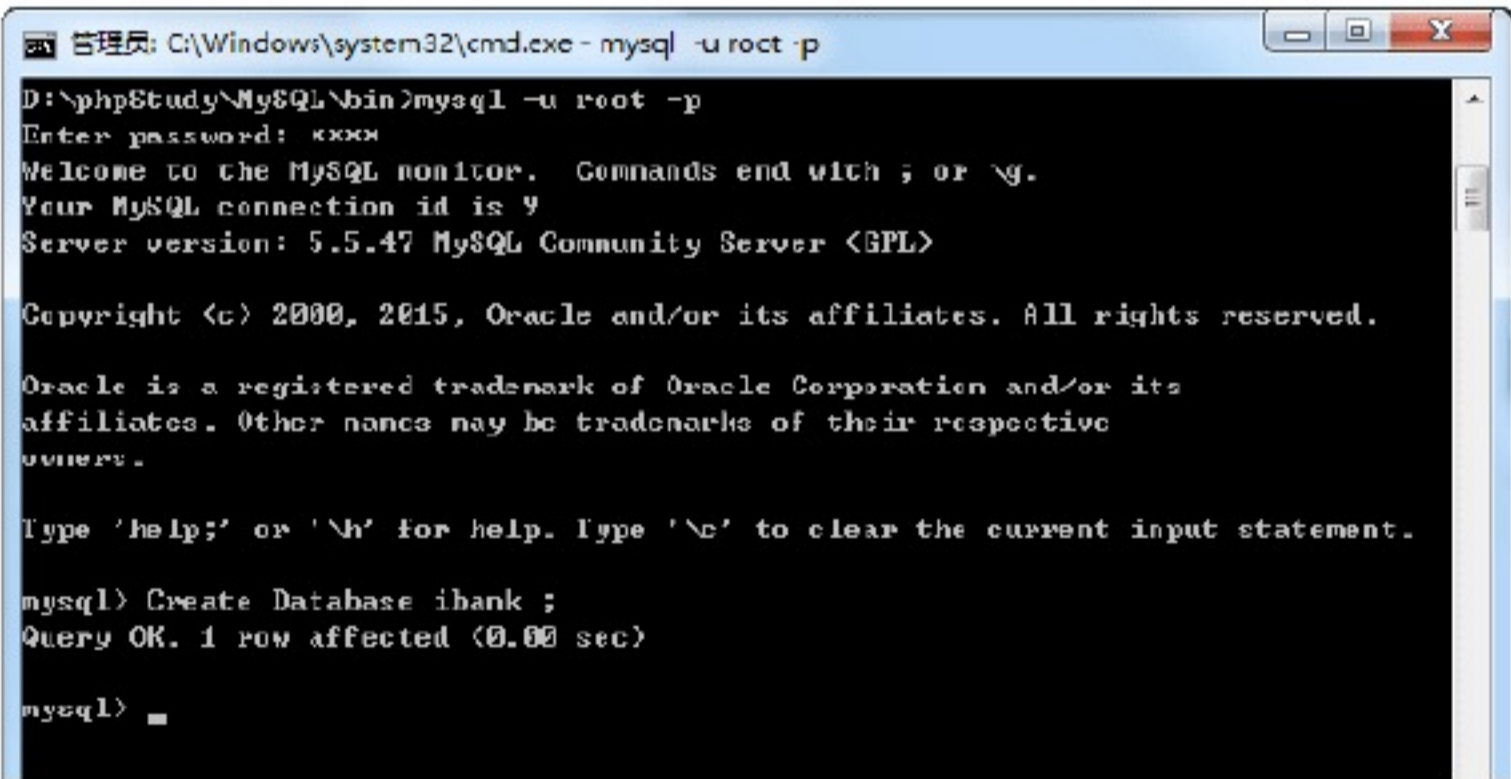 管理员: C:\Windows\system32\cmd.exe - mysql  -u root -p
D:\phpStudy\MySQL\bin>mysql -u root -p
Enter password: ****
Welcome to the MySQL monitor.  Commands end with ; or \g.
Your MySQL connection id is 9
Server version: 5.5.47 MySQL Community Server (GPL)
Copyright (c) 2000, 2015, Oracle and/or its affiliates. All rights reserved.
Oracle is a registered trademark of Oracle Corporation and/or its
affiliates. Other names may be trademarks of their respective
owners.
Type 'help;' or '\h' for help. Type '\c' to clear the current input statement.
mysql> Create Database ibank ;
Query OK, 1 row affected (0.00 sec)
mysql>